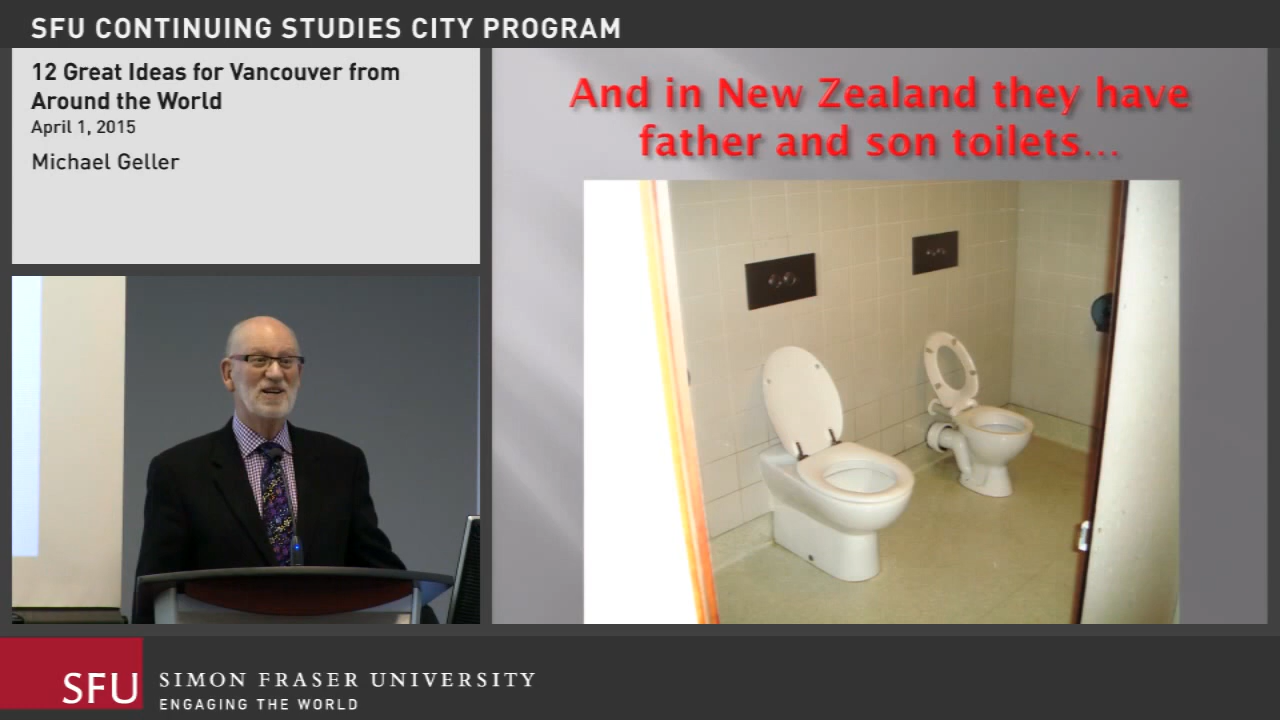 SFU CONTINUING STUDIES CITY PROGRAM
12 Great Ideas for Vancouver from
Around the World
April 1, 2015
Michael Geller
And in New Zealand they have
father and son toilets...
SFU SIMON FRASER UNIVERSITY
ENGAGING THE WORLD